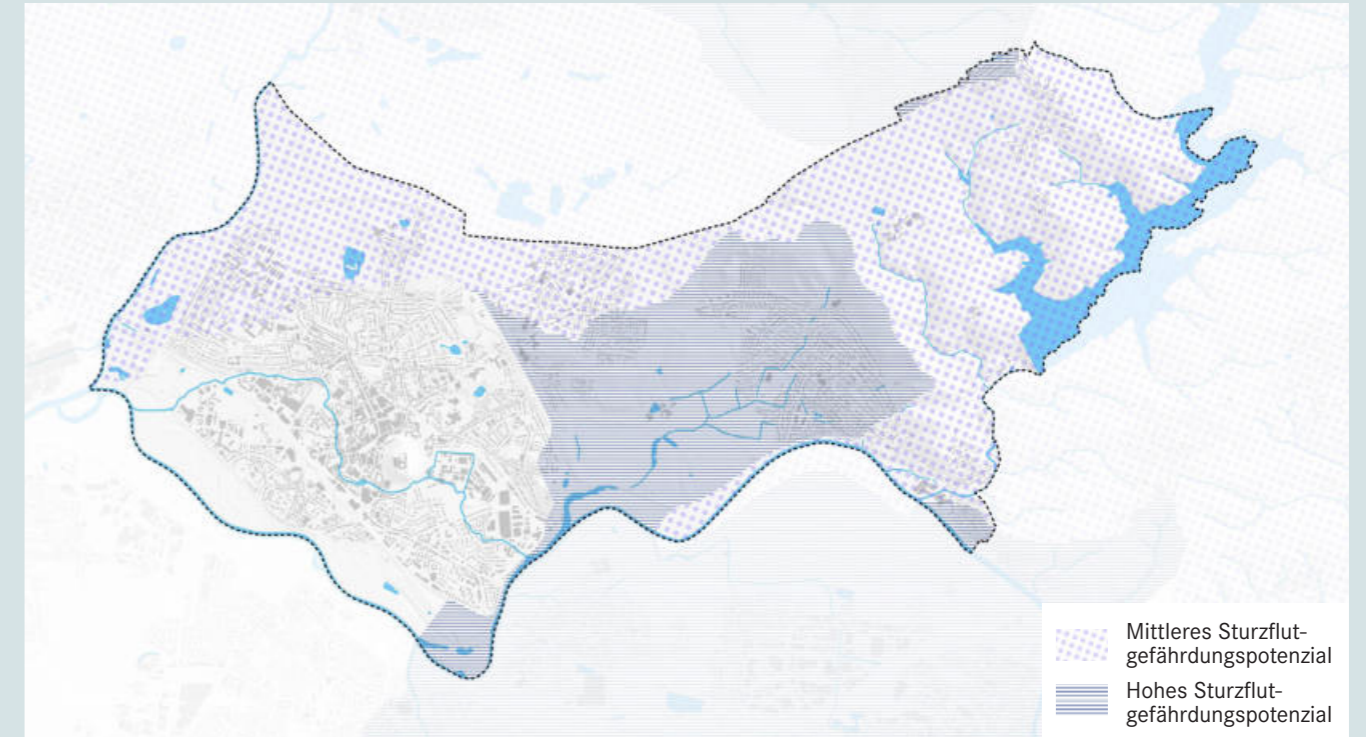 Mittleres Sturzflut-
gefährdungspotenzial
Hohes Sturzflut-
gefährdungspotenzial